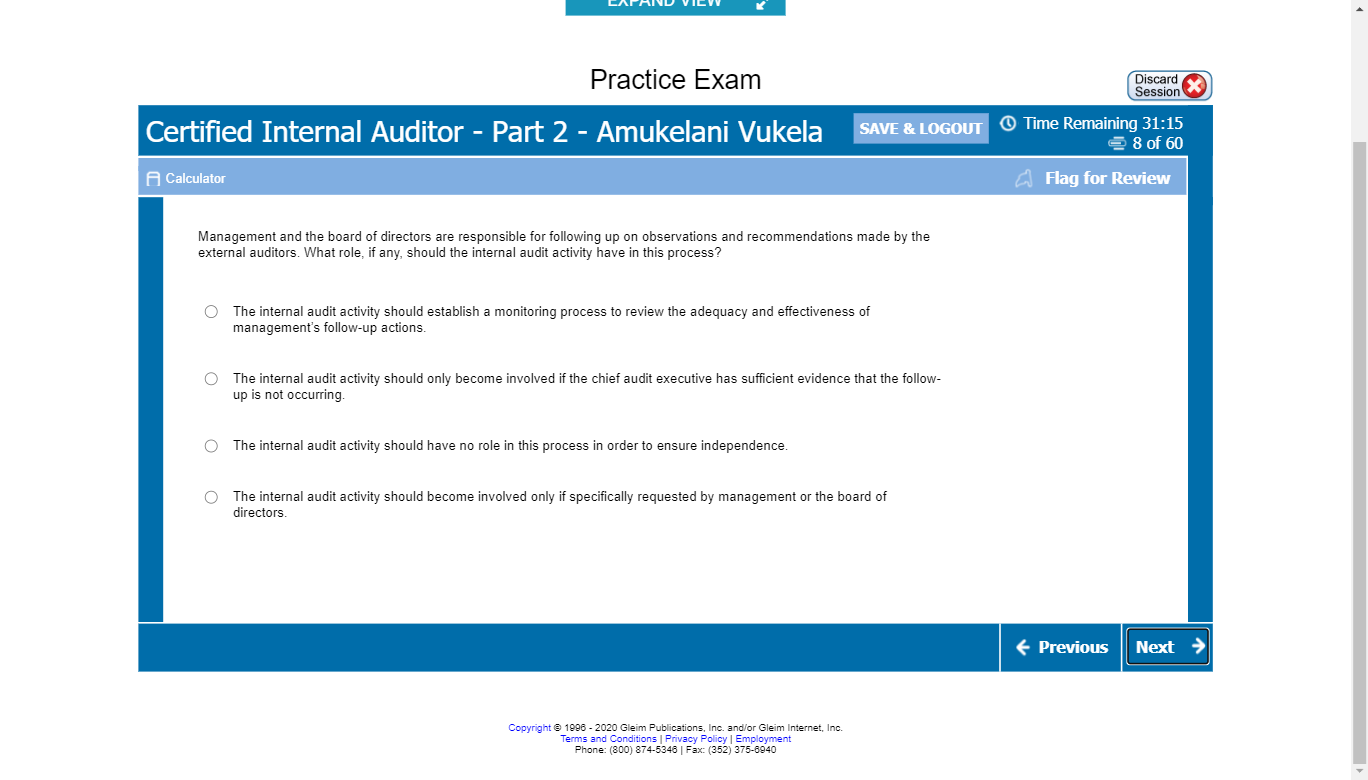 EXPAND VIEW
Practice Exam
Discard
Session
Certified Internal Auditor - Part 2 - Amukelani Vukela
SAVE & LOGOUT
Time Remaining 31:15
8 of 60
Calculator
Flag for Review
Management and the board of directors are responsible for following up on observations and recommendations made by the
external auditors. What role, if any, should the internal audit activity have in this process?
The internal audit activity should establish a monitoring process to review the adequacy and effectiveness of
management's follow-up actions.
The internal audit activity should only become involved if the chief audit executive has sufficient evidence that the follow-
up is not occurring.
The internal audit activity should have no role in this process in order to ensure independence.
The internal audit activity should become involved only if specifically requested by management or the board of
directors.
Previous
Next
Copyright © 1996 - 2020 Gleim Publications, Inc. and/or Gleim Internet, Inc.
Terms and Conditions | Privacy Policy | Employment
Phone: (800) 874-5346 | Fax: (352) 375-6940